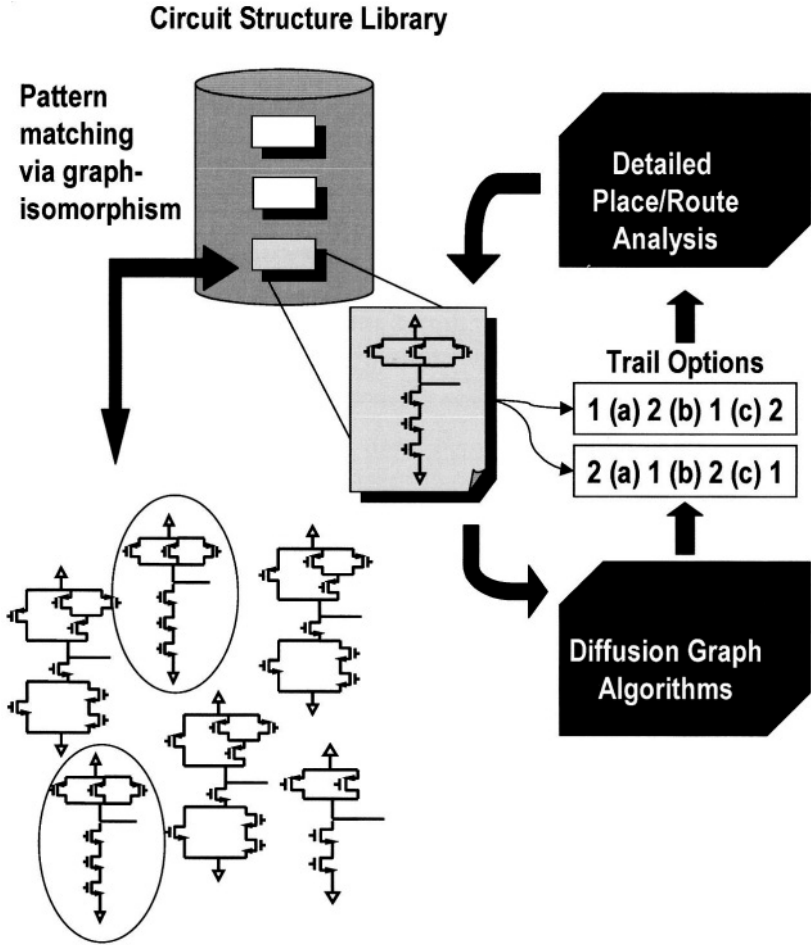 Circuit Structure Library
Pattern
matching
via graph-
isomorphism
Detailed
Place/Route
Analysis
Trail Options
1 (a) 2 (b) 1 (c) 2
2 (a) 1 (b) 2 (c) 1
Diffusion Graph
Algorithms